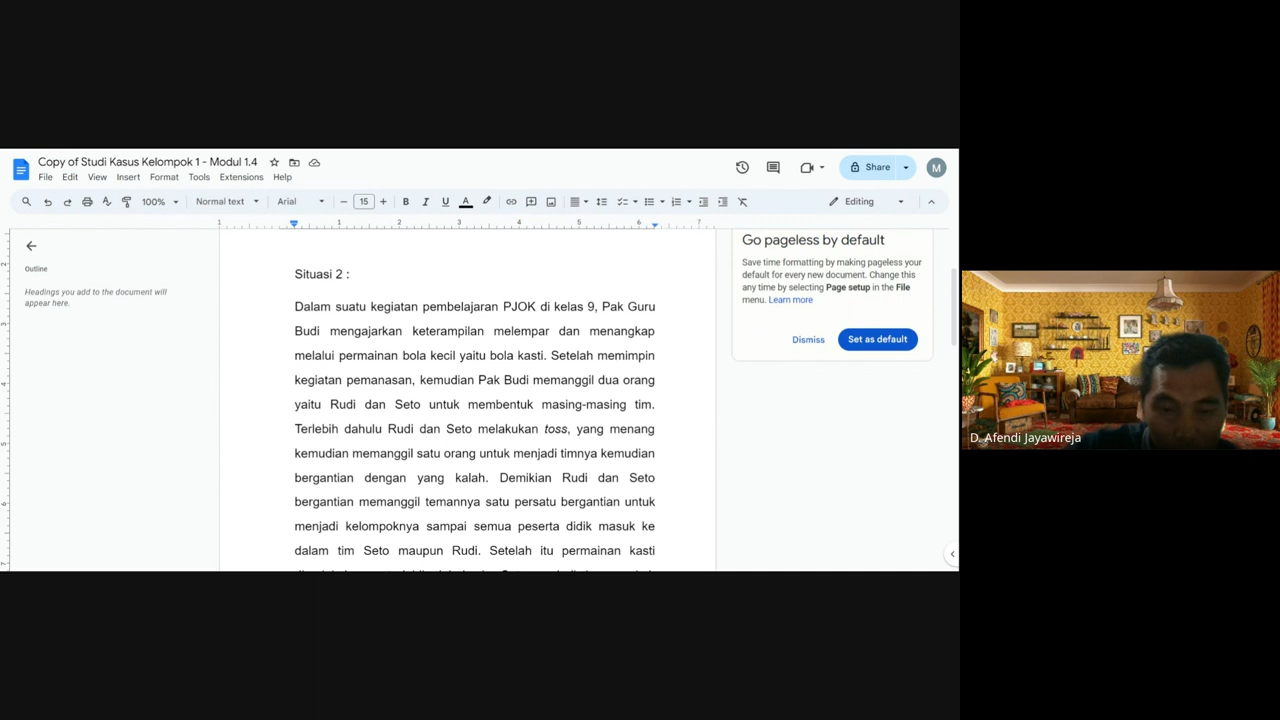 Copy of Studi Kasus Kelompok 1 - Modul 1.4
File Edit View Insert Format Tools Extensions Help
Share
M
100% Normal text Arial 15 Editing
1 1 2 3 4 5 6 7
Outline
Headings you add to the document will
appear here.
Situasi 2 :
Dalam suatu kegiatan pembelajaran PJOK di kelas 9, Pak Guru
Budi mengajarkan keterampilan melempar dan menangkap
melalui permainan bola kecil yaitu bola kasti. Setelah memimpin
kegiatan pemanasan, kemudian Pak Budi memanggil dua orang
yaitu Rudi dan Seto untuk membentuk masing-masing tim.
Terlebih dahulu Rudi dan Seto melakukan toss, yang menang
kemudian memanggil satu orang untuk menjadi timnya kemudian
bergantian dengan yang kalah. Demikian Rudi dan Seto
bergantian memanggil temannya satu persatu bergantian untuk
menjadi kelompoknya sampai semua peserta didik masuk ke
dalam tim Seto maupun Rudi. Setelah itu permainan kasti
Go pageless by default
Save time formatting by making pageless your
default for every new document. Change this
any time by selecting Page setup in the File
menu. Learn more
Dismiss Set as default
D. Afendi Jayawireja